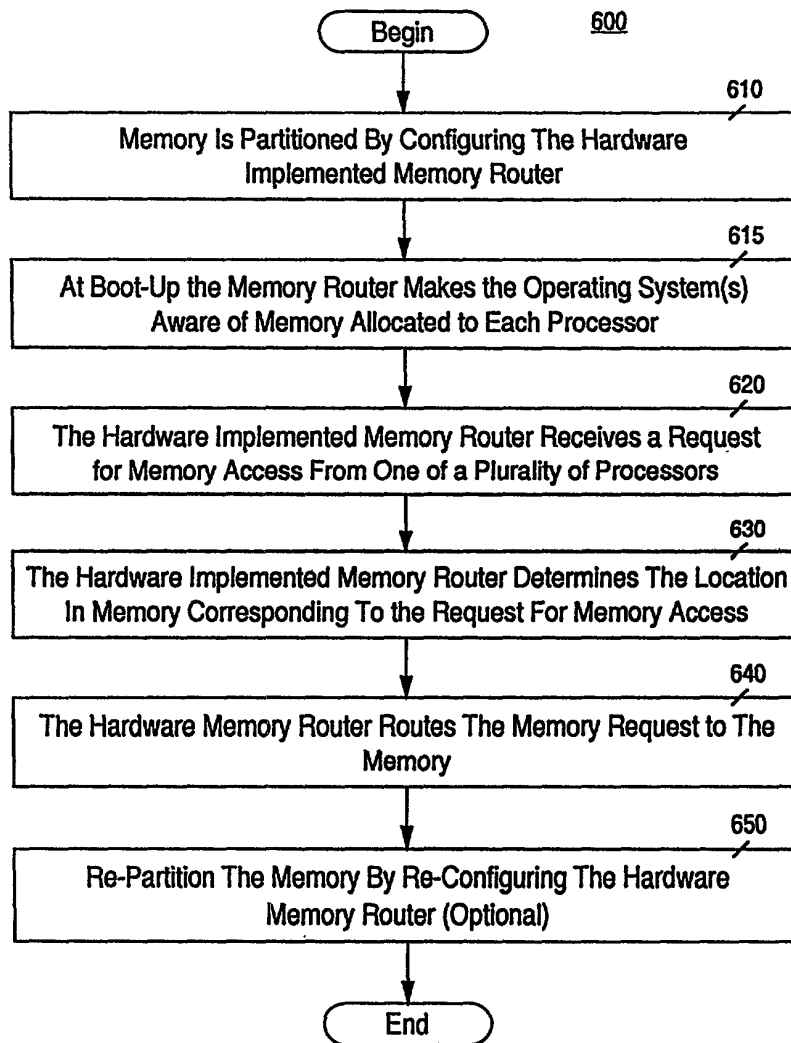 Begin
600
610
Memory Is Partitioned By Configuring The Hardware
Implemented Memory Router
615
At Boot-Up the Memory Router Makes the Operating System(s)
Aware of Memory Allocated to Each Processor
620
The Hardware Implemented Memory Router Receives a Request
for Memory Access From One of a Plurality of Processors
630
The Hardware Implemented Memory Router Determines The Location
In Memory Corresponding To the Request For Memory Access
640
The Hardware Memory Router Routes The Memory Request to The
Memory
650
Re-Partition The Memory By Re-Configuring The Hardware
Memory Router (Optional)
End